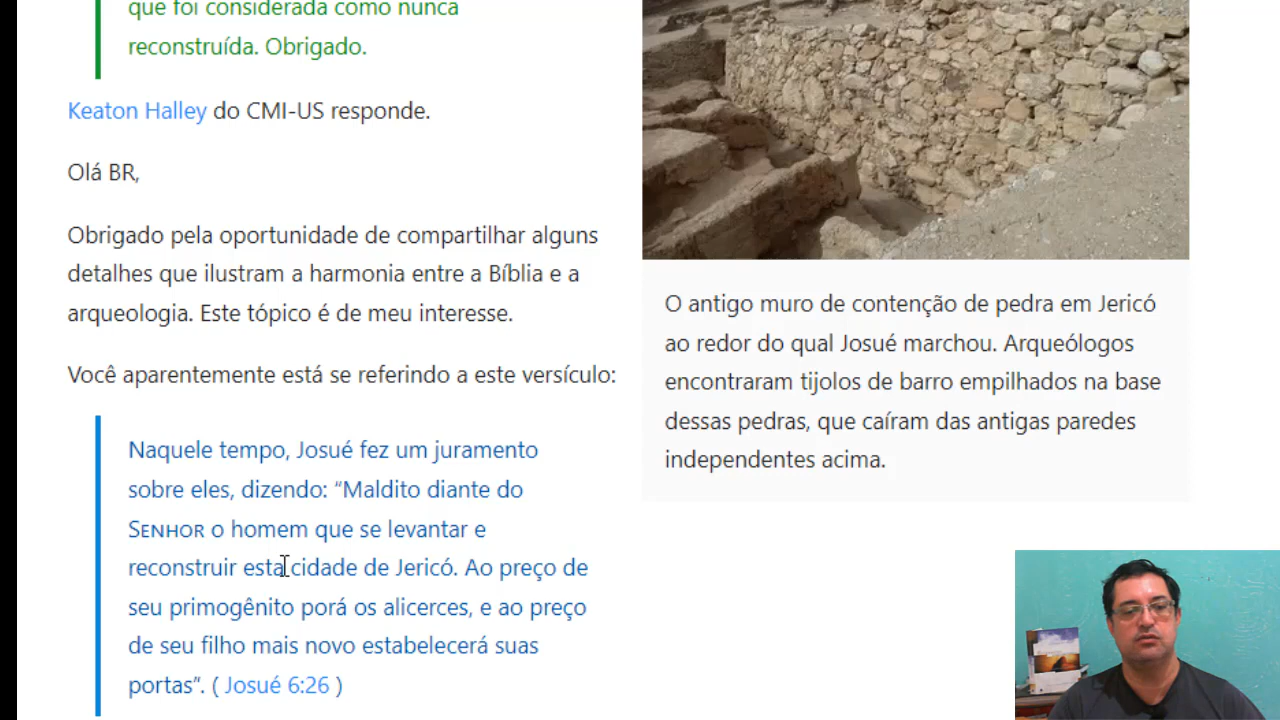 que foi considerada como nunca
reconstruída. Obrigado.
Keaton Halley do CMI-US responde.
Olá BR,
Obrigado pela oportunidade de compartilhar alguns
detalhes que ilustram a harmonia entre a Bíblia e a
arqueologia. Este tópico é de meu interesse.
Você aparentemente está se referindo a este versículo:
Naquele tempo, Josué fez um juramento
sobre eles, dizendo: “Maldito diante do
SENHOR o homem que se levantar e
reconstruir esta cidade de Jericó. Ao preço de
seu primogênito porá os alicerces, e ao preço
de seu filho mais novo estabelecerá suas
portas”. ( Josué 6:26 )
O antigo muro de contenção de pedra em Jericó
ao redor do qual Josué marchou. Arqueólogos
encontraram tijolos de barro empilhados na base
dessas pedras, que caíram das antigas paredes
independentes acima.